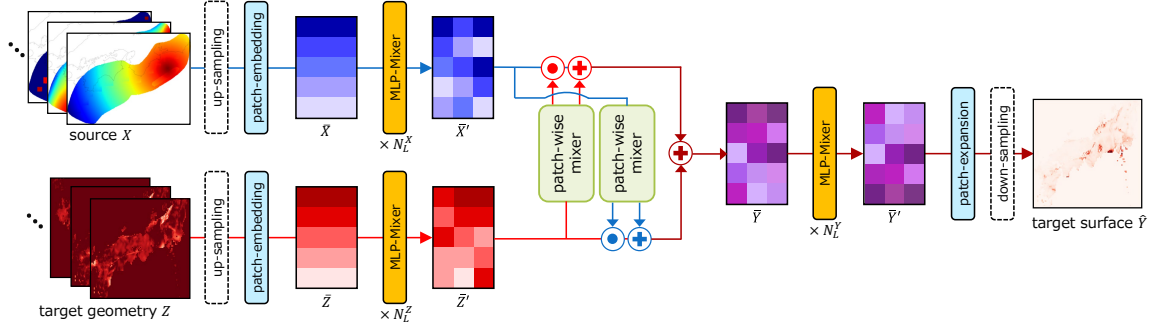 source X
up-sampling
patch-embedding
X̄
MLP-Mixer
× N_L^X
X̄′
target geometry Z
up-sampling
patch-embedding
Z̄
MLP-Mixer
× N_L^Z
Z̄′
patch-wise
mixer
patch-wise
mixer
Ȳ
MLP-Mixer
× N_L^Y
Ȳ′
patch-expansion
down-sampling
target surface Ŷ